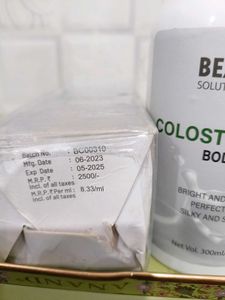 Batch No. : BC00310
Mfg. Date : 06-2023
Exp Date : 05-2025
M.R.P.₹ : 2500/-
Incl. of all taxes
M.R.P.₹ Per ml : 8.33/ml
Incl. of all taxes
BEA
SOLUT
COLOST
BOD
BRIGHT AND
PERFECT
SILKY AND S
Net Vol. 300ml
ANAND